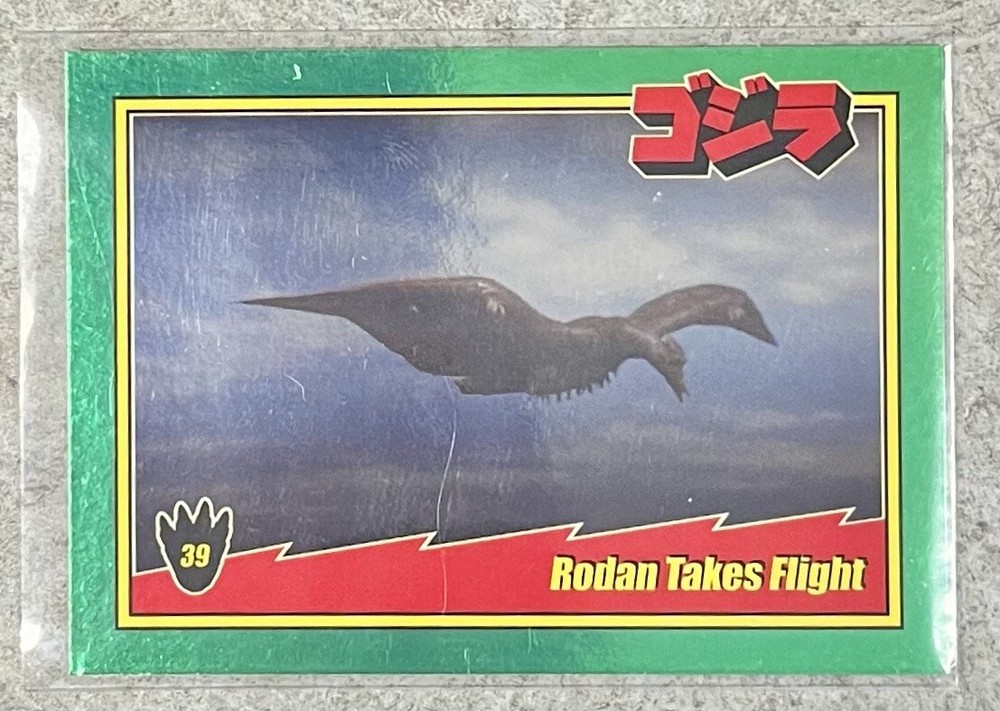 ゴジラ
39
Rodan Takes Flight